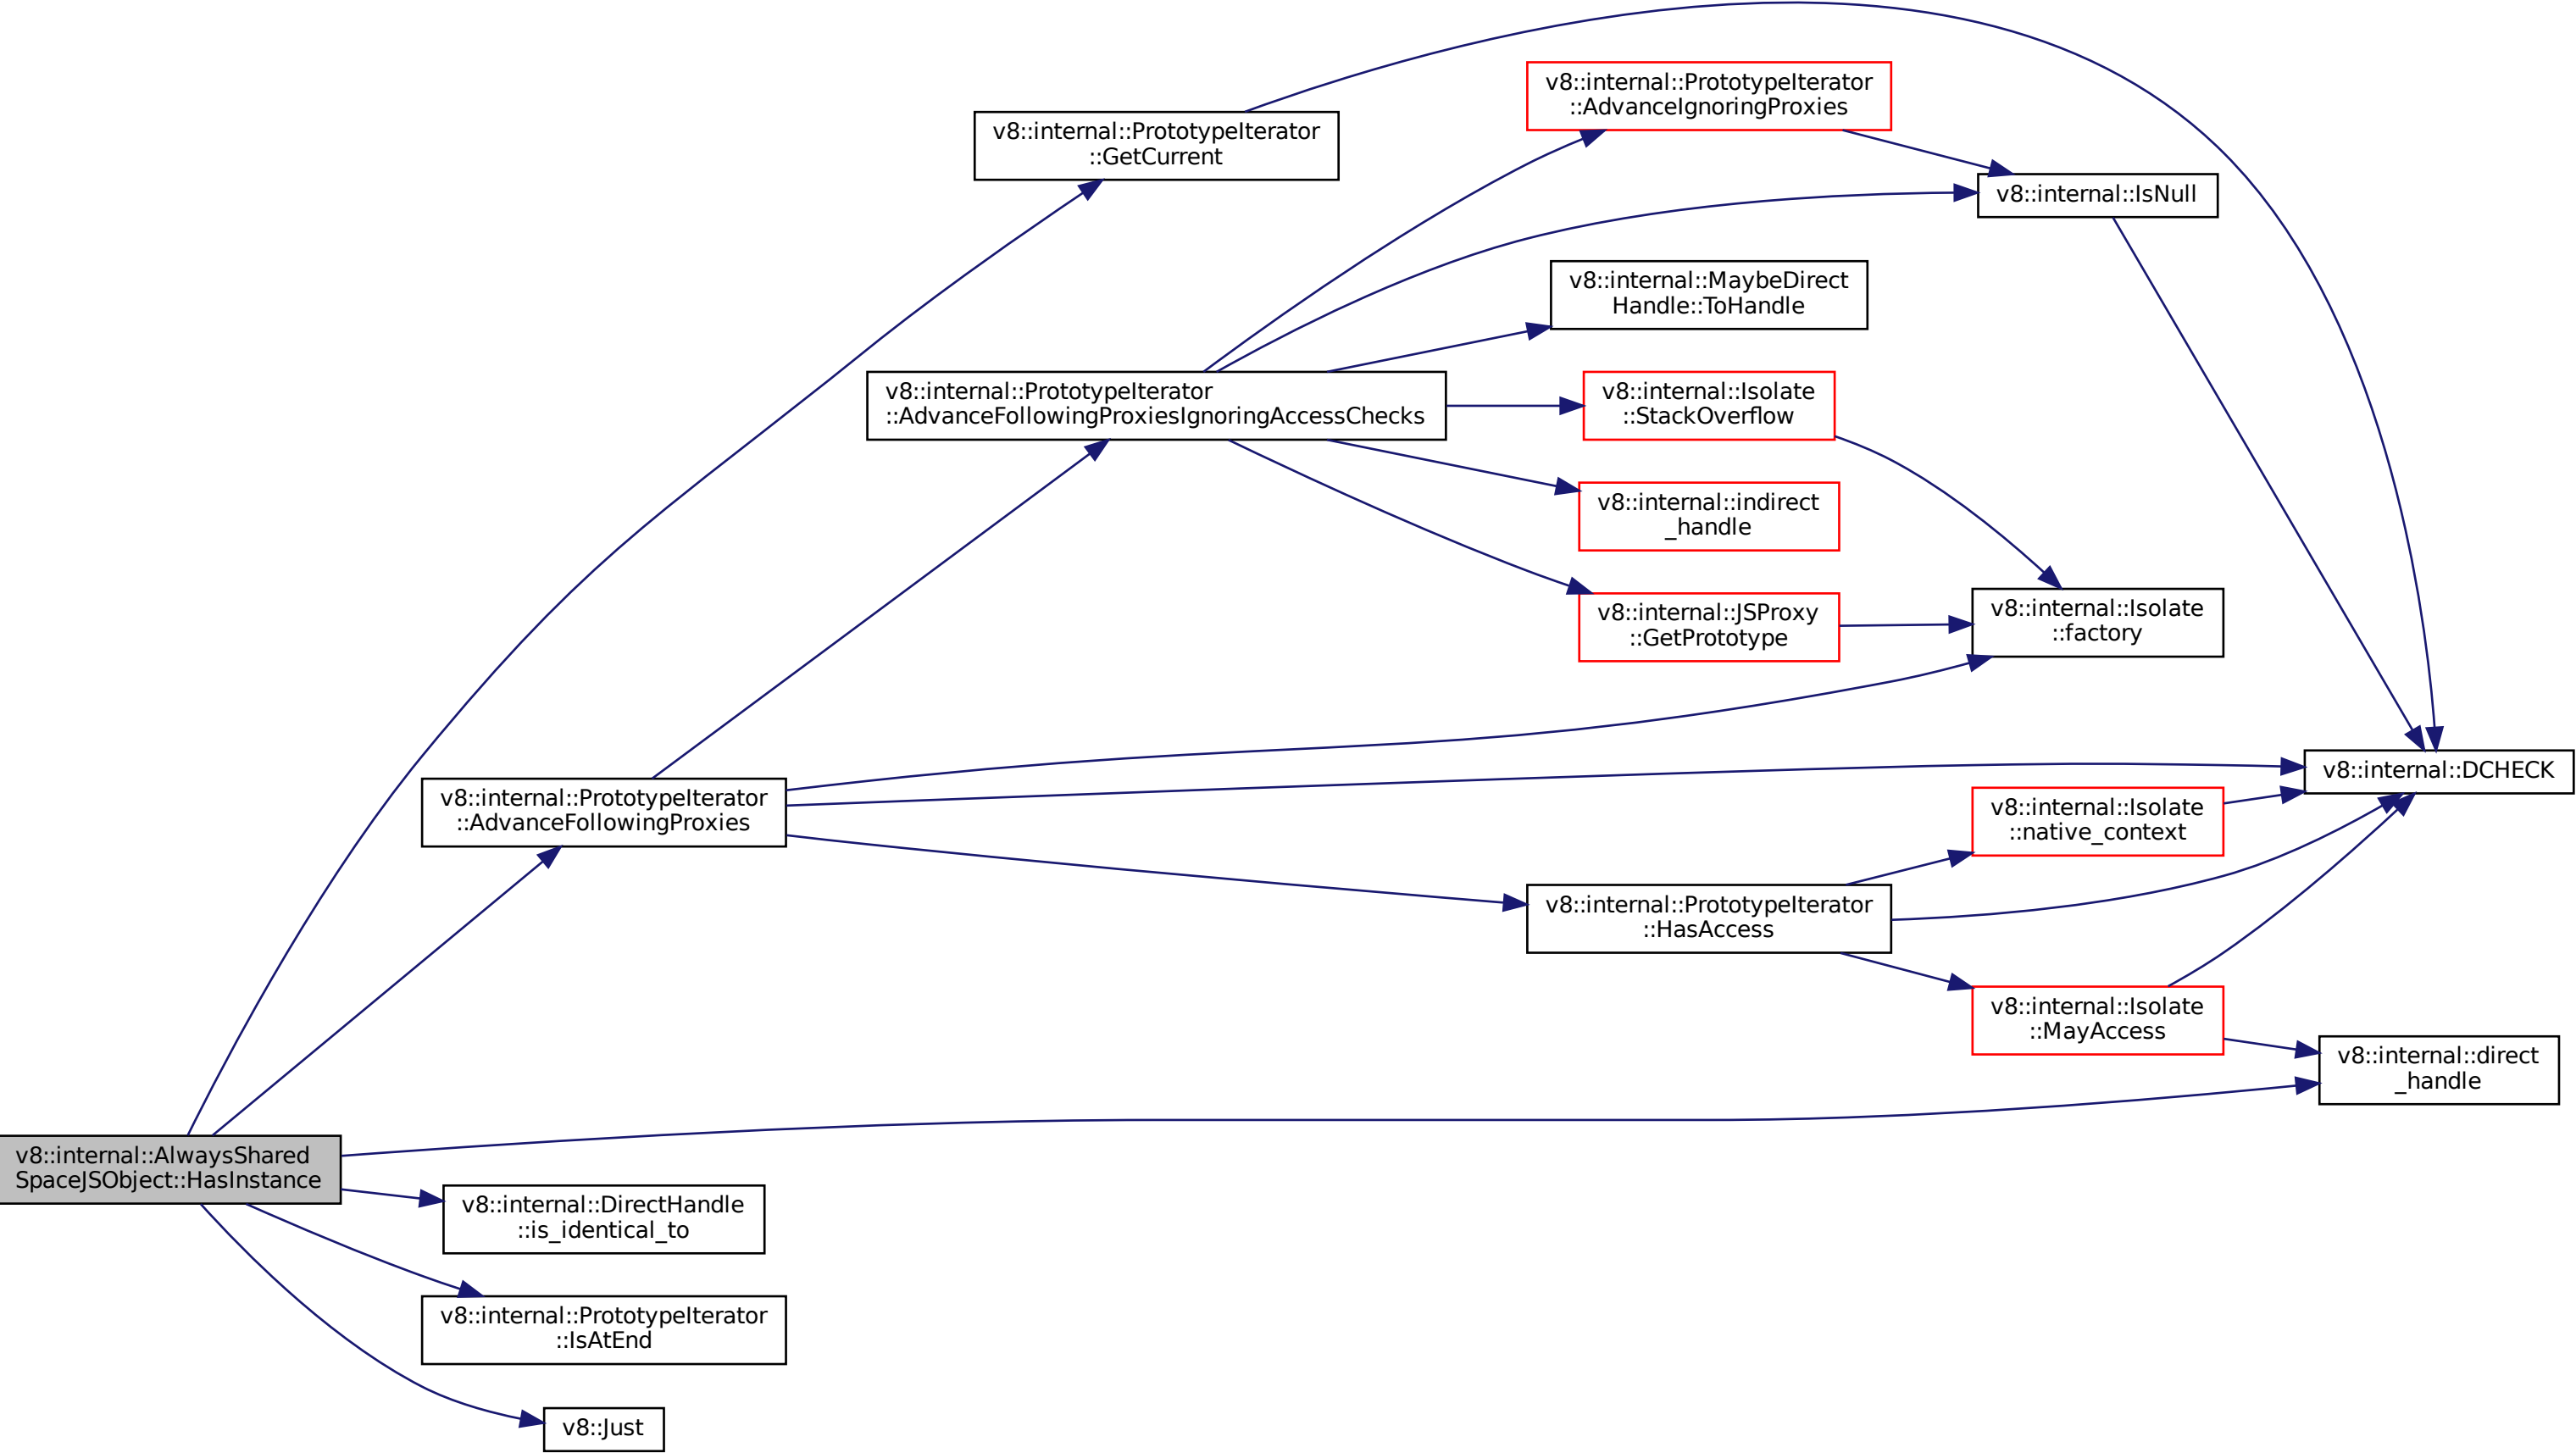 v8::internal::PrototypeIterator
::AdvanceIgnoringProxies
v8::internal::PrototypeIterator
::GetCurrent
v8::internal::IsNull
v8::internal::MaybeDirect
Handle::ToHandle
v8::internal::PrototypeIterator
::AdvanceFollowingProxiesIgnoringAccessChecks
v8::internal::Isolate
::StackOverflow
v8::internal::indirect
_handle
v8::internal::JSProxy
::GetPrototype
v8::internal::Isolate
::factory
v8::internal::DCHECK
v8::internal::PrototypeIterator
::AdvanceFollowingProxies
v8::internal::Isolate
::native_context
v8::internal::PrototypeIterator
::HasAccess
v8::internal::Isolate
::MayAccess
v8::internal::direct
_handle
v8::internal::AlwaysShared
SpaceJSObject::HasInstance
v8::internal::DirectHandle
::is_identical_to
v8::internal::PrototypeIterator
::IsAtEnd
v8::Just